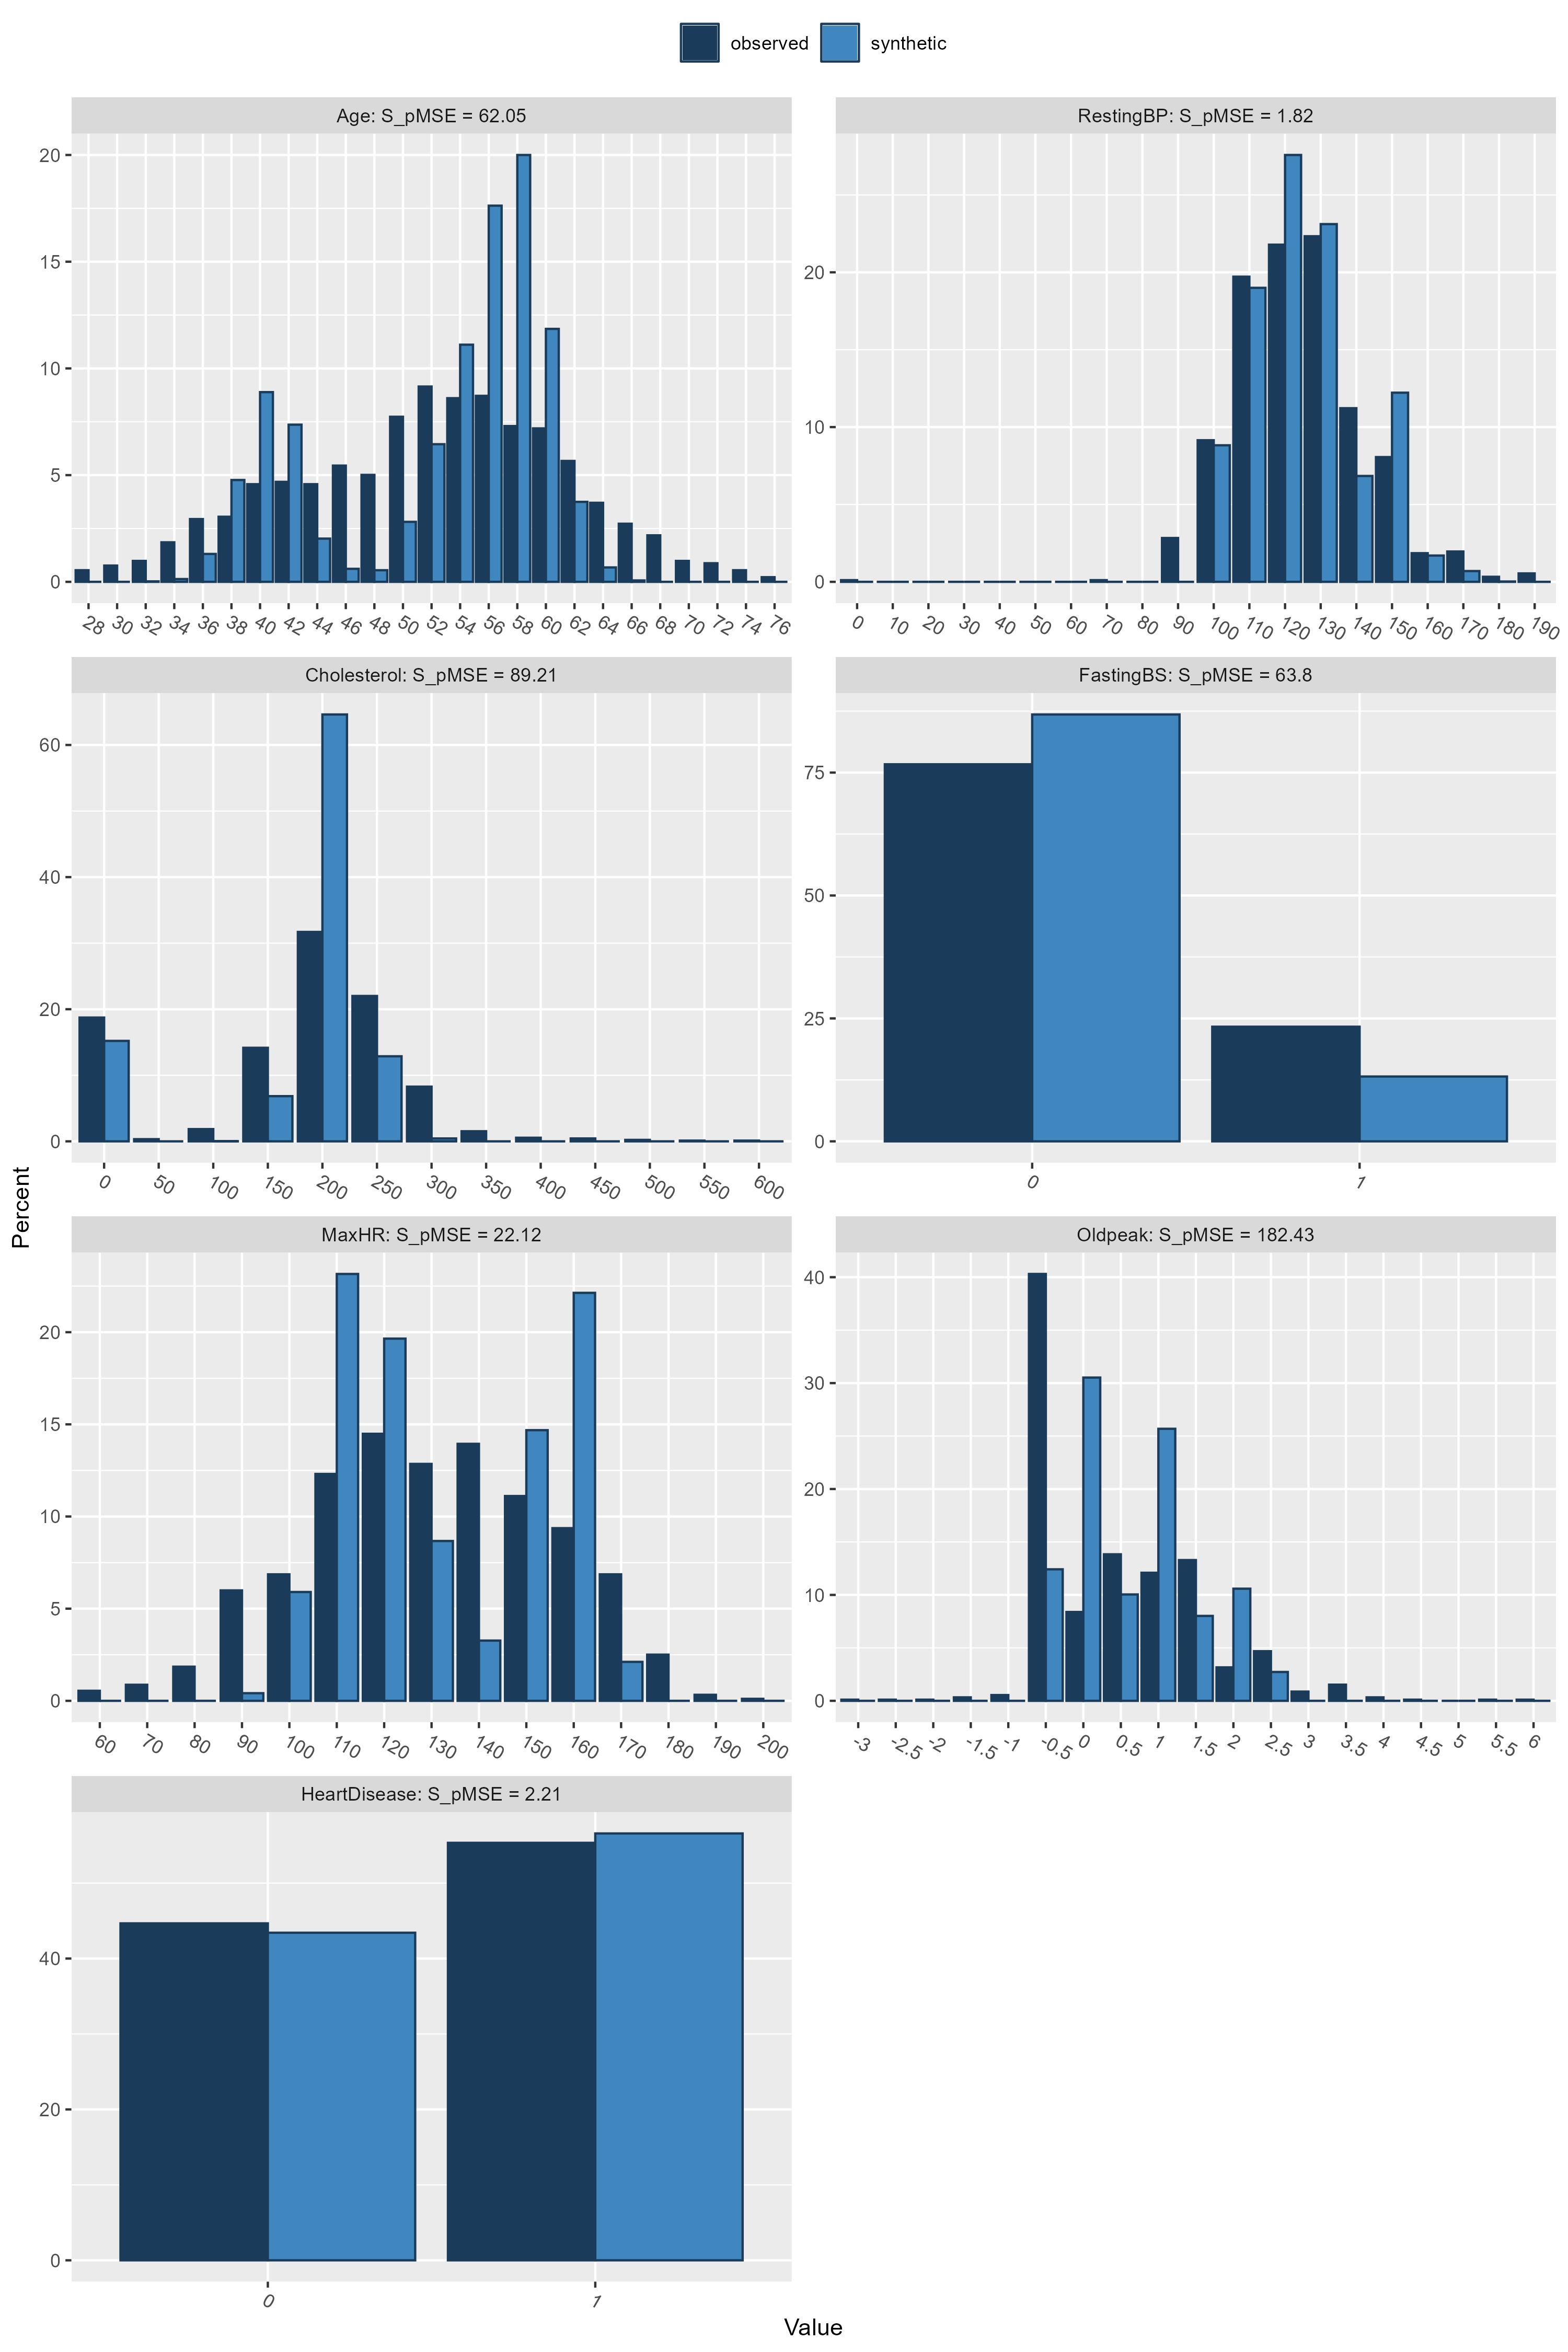 observed synthetic
Age: S_pMSE = 62.05
20
15
10
5
0
28 30 32 34 36 38 40 42 44 46 48 50 52 54 56 58 60 62 64 66 68 70 72 74 76
RestingBP: S_pMSE = 1.82
20
10
0
0 10 20 30 40 50 60 70 80 90 100 110 120 130 140 150 160 170 180 190
Cholesterol: S_pMSE = 89.21
60
40
20
0
0 50 100 150 200 250 300 350 400 450 500 550 600
FastingBS: S_pMSE = 63.8
75
50
25
0
0 1
Percent
MaxHR: S_pMSE = 22.12
20
15
10
5
0
60 70 80 90 100 110 120 130 140 150 160 170 180 190 200
Oldpeak: S_pMSE = 182.43
40
30
20
10
0
-3 -2.5 -2 -1.5 -1 -0.5 0 0.5 1 1.5 2 2.5 3 3.5 4 4.5 5 5.5 6
HeartDisease: S_pMSE = 2.21
40
20
0
0 1
Value